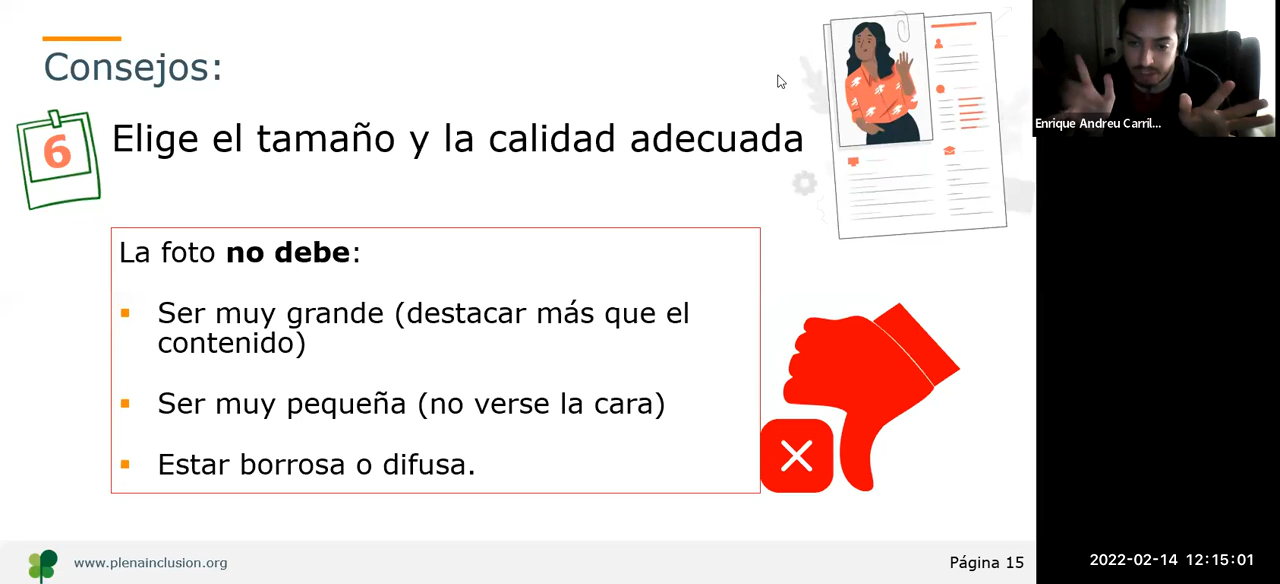 Consejos:
6
Elige el tamaño y la calidad adecuada
La foto no debe:
Ser muy grande (destacar más que el
contenido)
Ser muy pequeña (no verse la cara)
Estar borrosa o difusa.
www.plenainclusion.org
Página 15
Enrique Andreu Carril...
2022-02-14 12:15:01